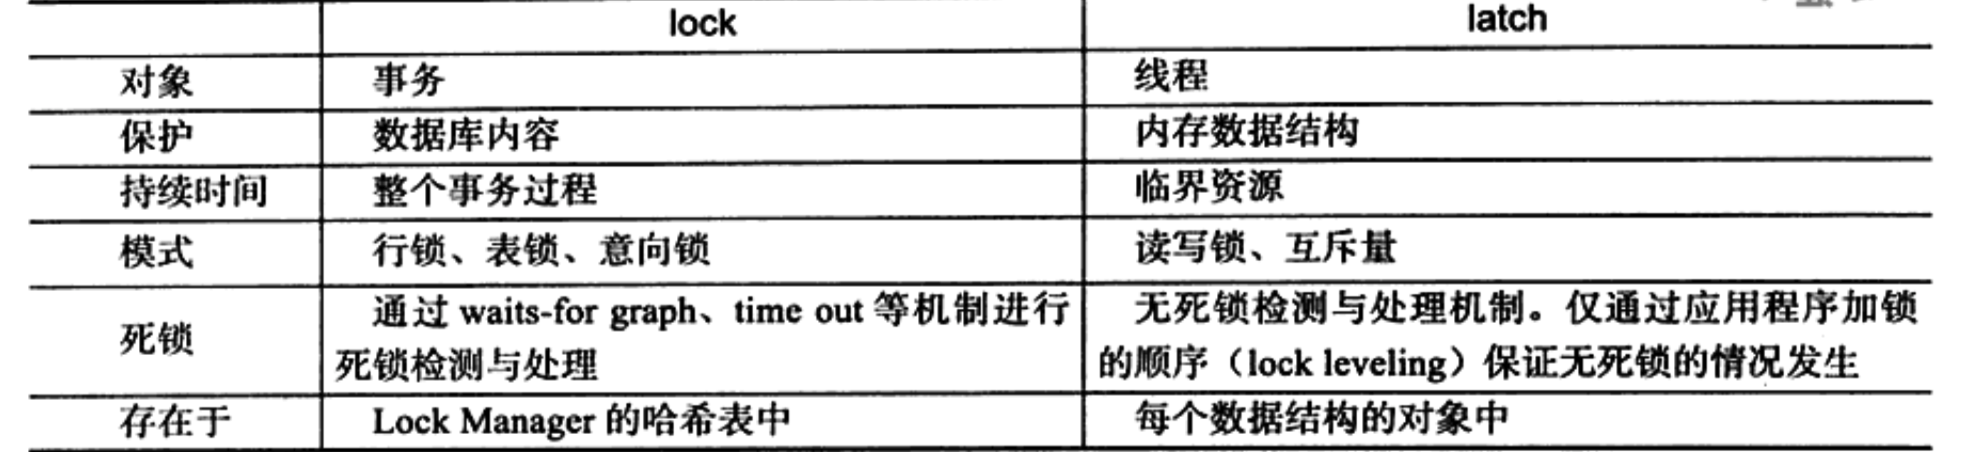 lock latch
对象 事务 线程
保护 数据库内容 内存数据结构
持续时间 整个事务过程 临界资源
模式 行锁、表锁、意向锁 读写锁、互斥量
死锁 通过 waits-for graph、time out 等机制进行死锁检测与处理 无死锁检测与处理机制。仅通过应用程序加锁的顺序（lock leveling）保证无死锁的情况发生
存在于 Lock Manager 的哈希表中 每个数据结构的对象中